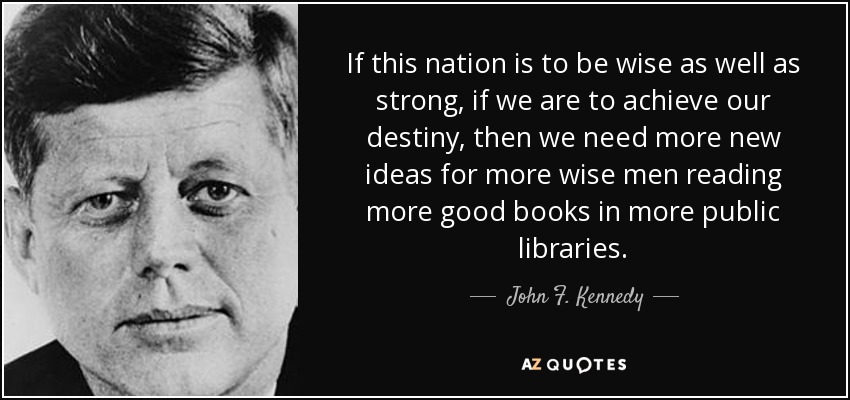 If this nation is to be wise as well as
strong, if we are to achieve our
destiny, then we need more new
ideas for more wise men reading
more good books in more public
libraries.
John F. Kennedy
AZ QUOTES